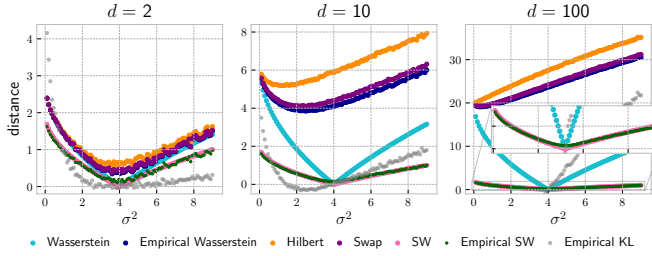 d = 2
d = 10
d = 100
distance
4
3
2
1
0
8
6
4
2
0
30
20
10
0
0 2 4 6 8
0 2 4 6 8
0 2 4 6 8
σ²
σ²
σ²
Wasserstein Empirical Wasserstein Hilbert Swap SW Empirical SW Empirical KL